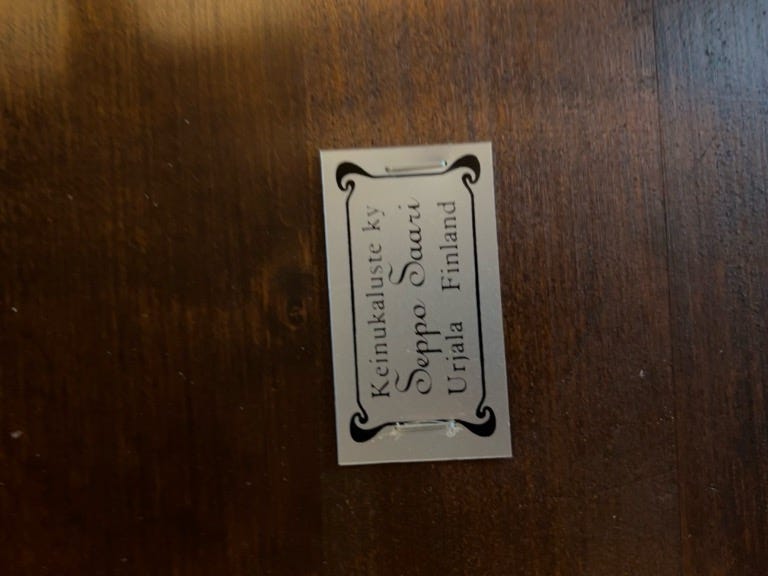 Keinukaluste ky
Seppo Saari
Urjala Finland